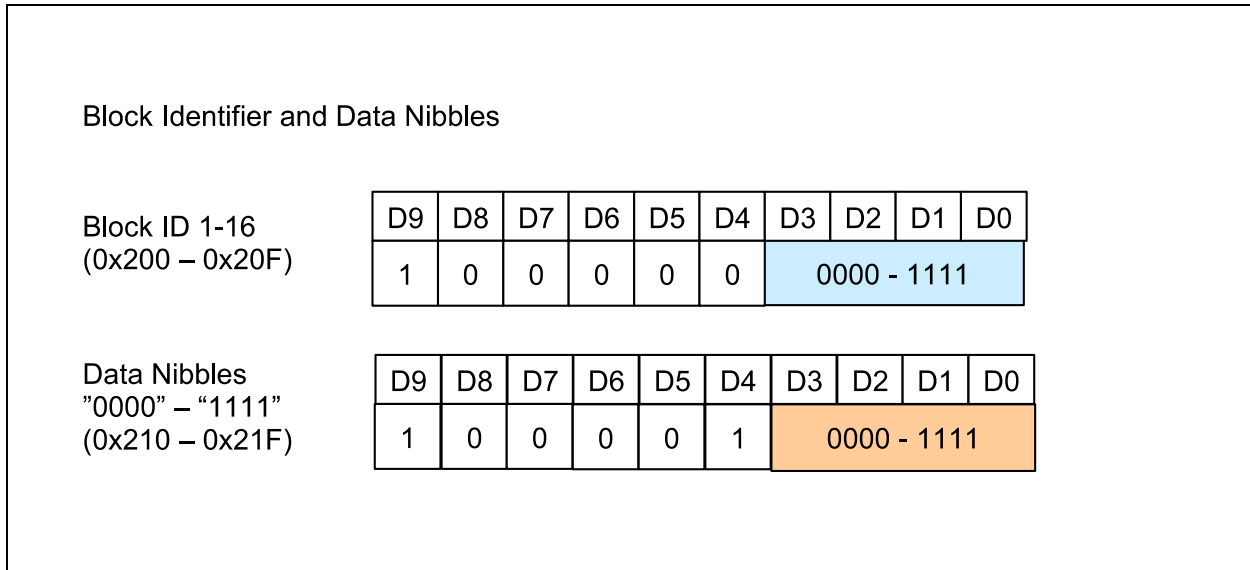 Block Identifier and Data Nibbles
Block ID 1-16
(0x200 – 0x20F)
D9 D8 D7 D6 D5 D4 D3 D2 D1 D0
1 0 0 0 0 0 0000 - 1111
Data Nibbles
”0000” – “1111”
(0x210 – 0x21F)
D9 D8 D7 D6 D5 D4 D3 D2 D1 D0
1 0 0 0 0 1 0000 - 1111